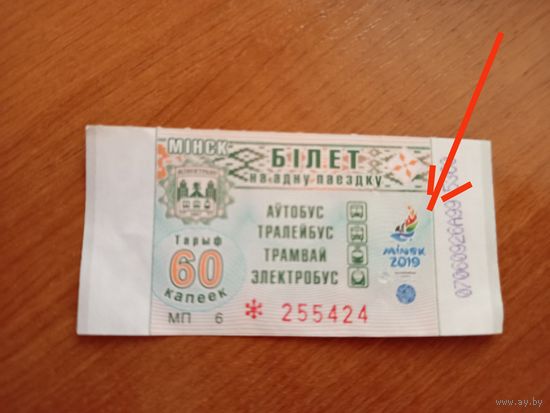 МІНСК
БІЛЕТ
на адну паездку
АЎТОБУС
ТРАЛЕЙБУС
ТРАМВАЙ
ЭЛЕКТРОБУС
Тарыф
60
капеек
МП 6
* 255424
MINSK
2019
www.ay.by